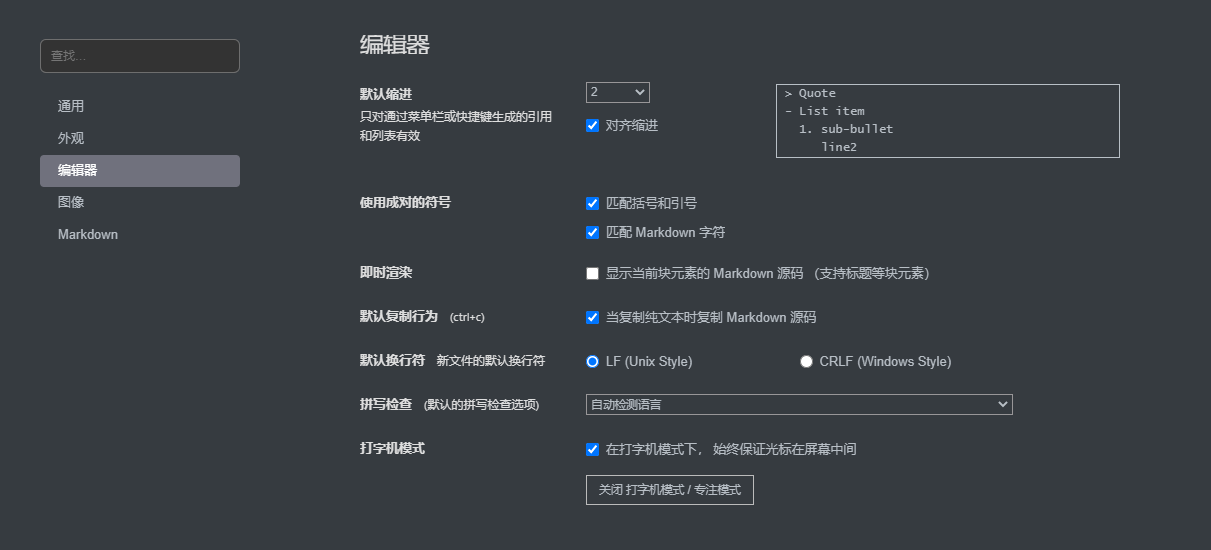 查找...
通用
外观
编辑器
图像
Markdown
编辑器
默认缩进
只对通过菜单栏或快捷键生成的引用
和列表有效
2
对齐缩进
> Quote
- List item
1. sub-bullet
line2
使用成对的符号
匹配括号和引号
匹配 Markdown 字符
即时渲染
显示当前块元素的 Markdown 源码 （支持标题等块元素）
默认复制行为 (ctrl+c)
当复制纯文本时复制 Markdown 源码
默认换行符 新文件的默认换行符
LF (Unix Style)
CRLF (Windows Style)
拼写检查 (默认的拼写检查选项)
自动检测语言
打字机模式
在打字机模式下， 始终保证光标在屏幕中间
关闭 打字机模式 / 专注模式